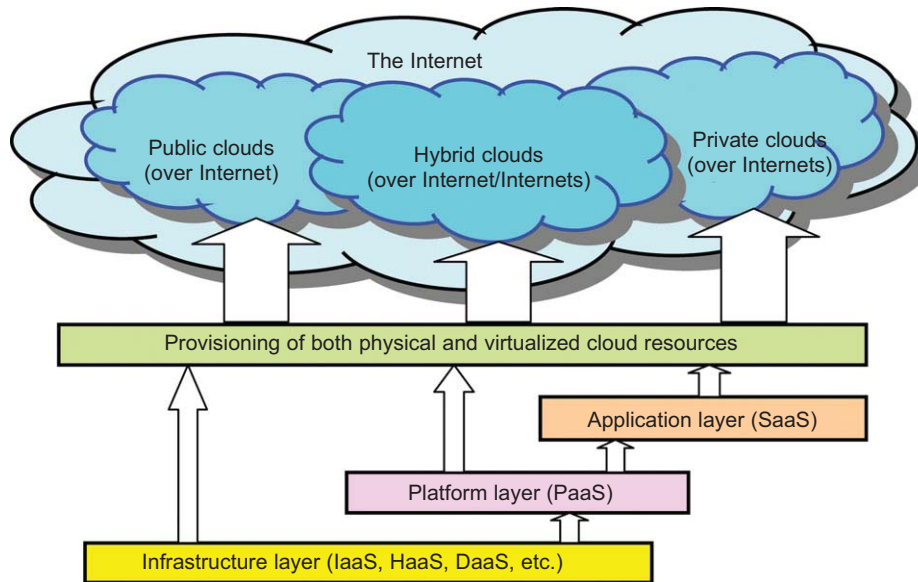 The Internet
Public clouds
(over Internet)
Hybrid clouds
(over Internet/Internets)
Private clouds
(over Internets)
Provisioning of both physical and virtualized cloud resources
Application layer (SaaS)
Platform layer (PaaS)
Infrastructure layer (IaaS, HaaS, DaaS, etc.)